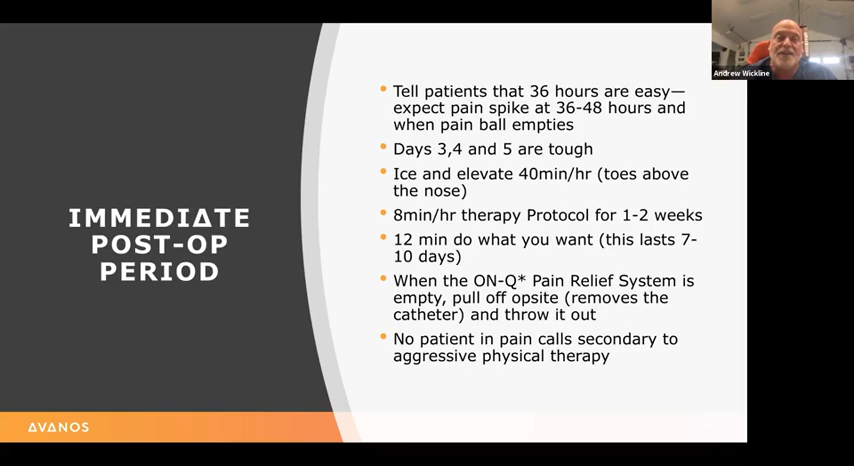 Andrew Wickline
IMMEDIATE
POST-OP
PERIOD
• Tell patients that 36 hours are easy—
expect pain spike at 36-48 hours and
when pain ball empties
• Days 3,4 and 5 are tough
• Ice and elevate 40min/hr (toes above
the nose)
• 8min/hr therapy Protocol for 1-2 weeks
• 12 min do what you want (this lasts 7-
10 days)
• When the ON-Q* Pain Relief System is
empty, pull off opsite (removes the
catheter) and throw it out
• No patient in pain calls secondary to
aggressive physical therapy
AVANOS